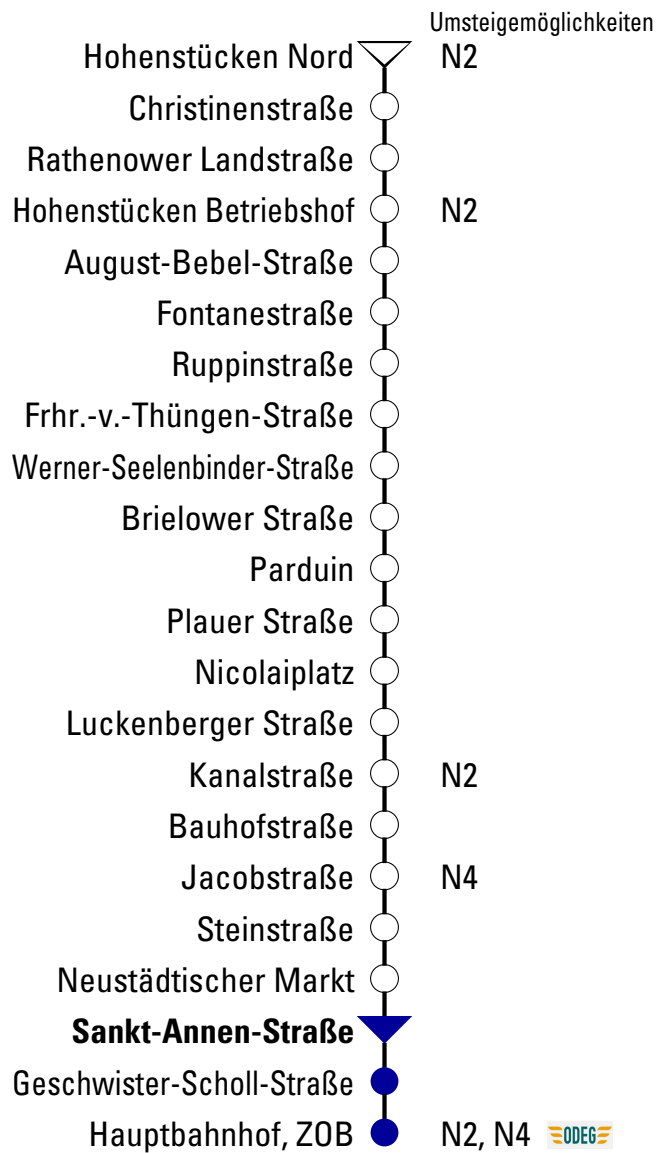 Umsteigemöglichkeiten
Hohenstücken Nord N2
Christinenstraße
Rathenower Landstraße
Hohenstücken Betriebshof N2
August-Bebel-Straße
Fontanestraße
Ruppinstraße
Frhr.-v.-Thüngen-Straße
Werner-Seelenbinder-Straße
Brielower Straße
Parduin
Plauer Straße
Nicolaiplatz
Luckenberger Straße
Kanalstraße N2
Bauhofstraße
Jacobstraße N4
Steinstraße
Neustädtischer Markt
Sankt-Annen-Straße
Geschwister-Scholl-Straße
Hauptbahnhof, ZOB N2, N4 ODEG